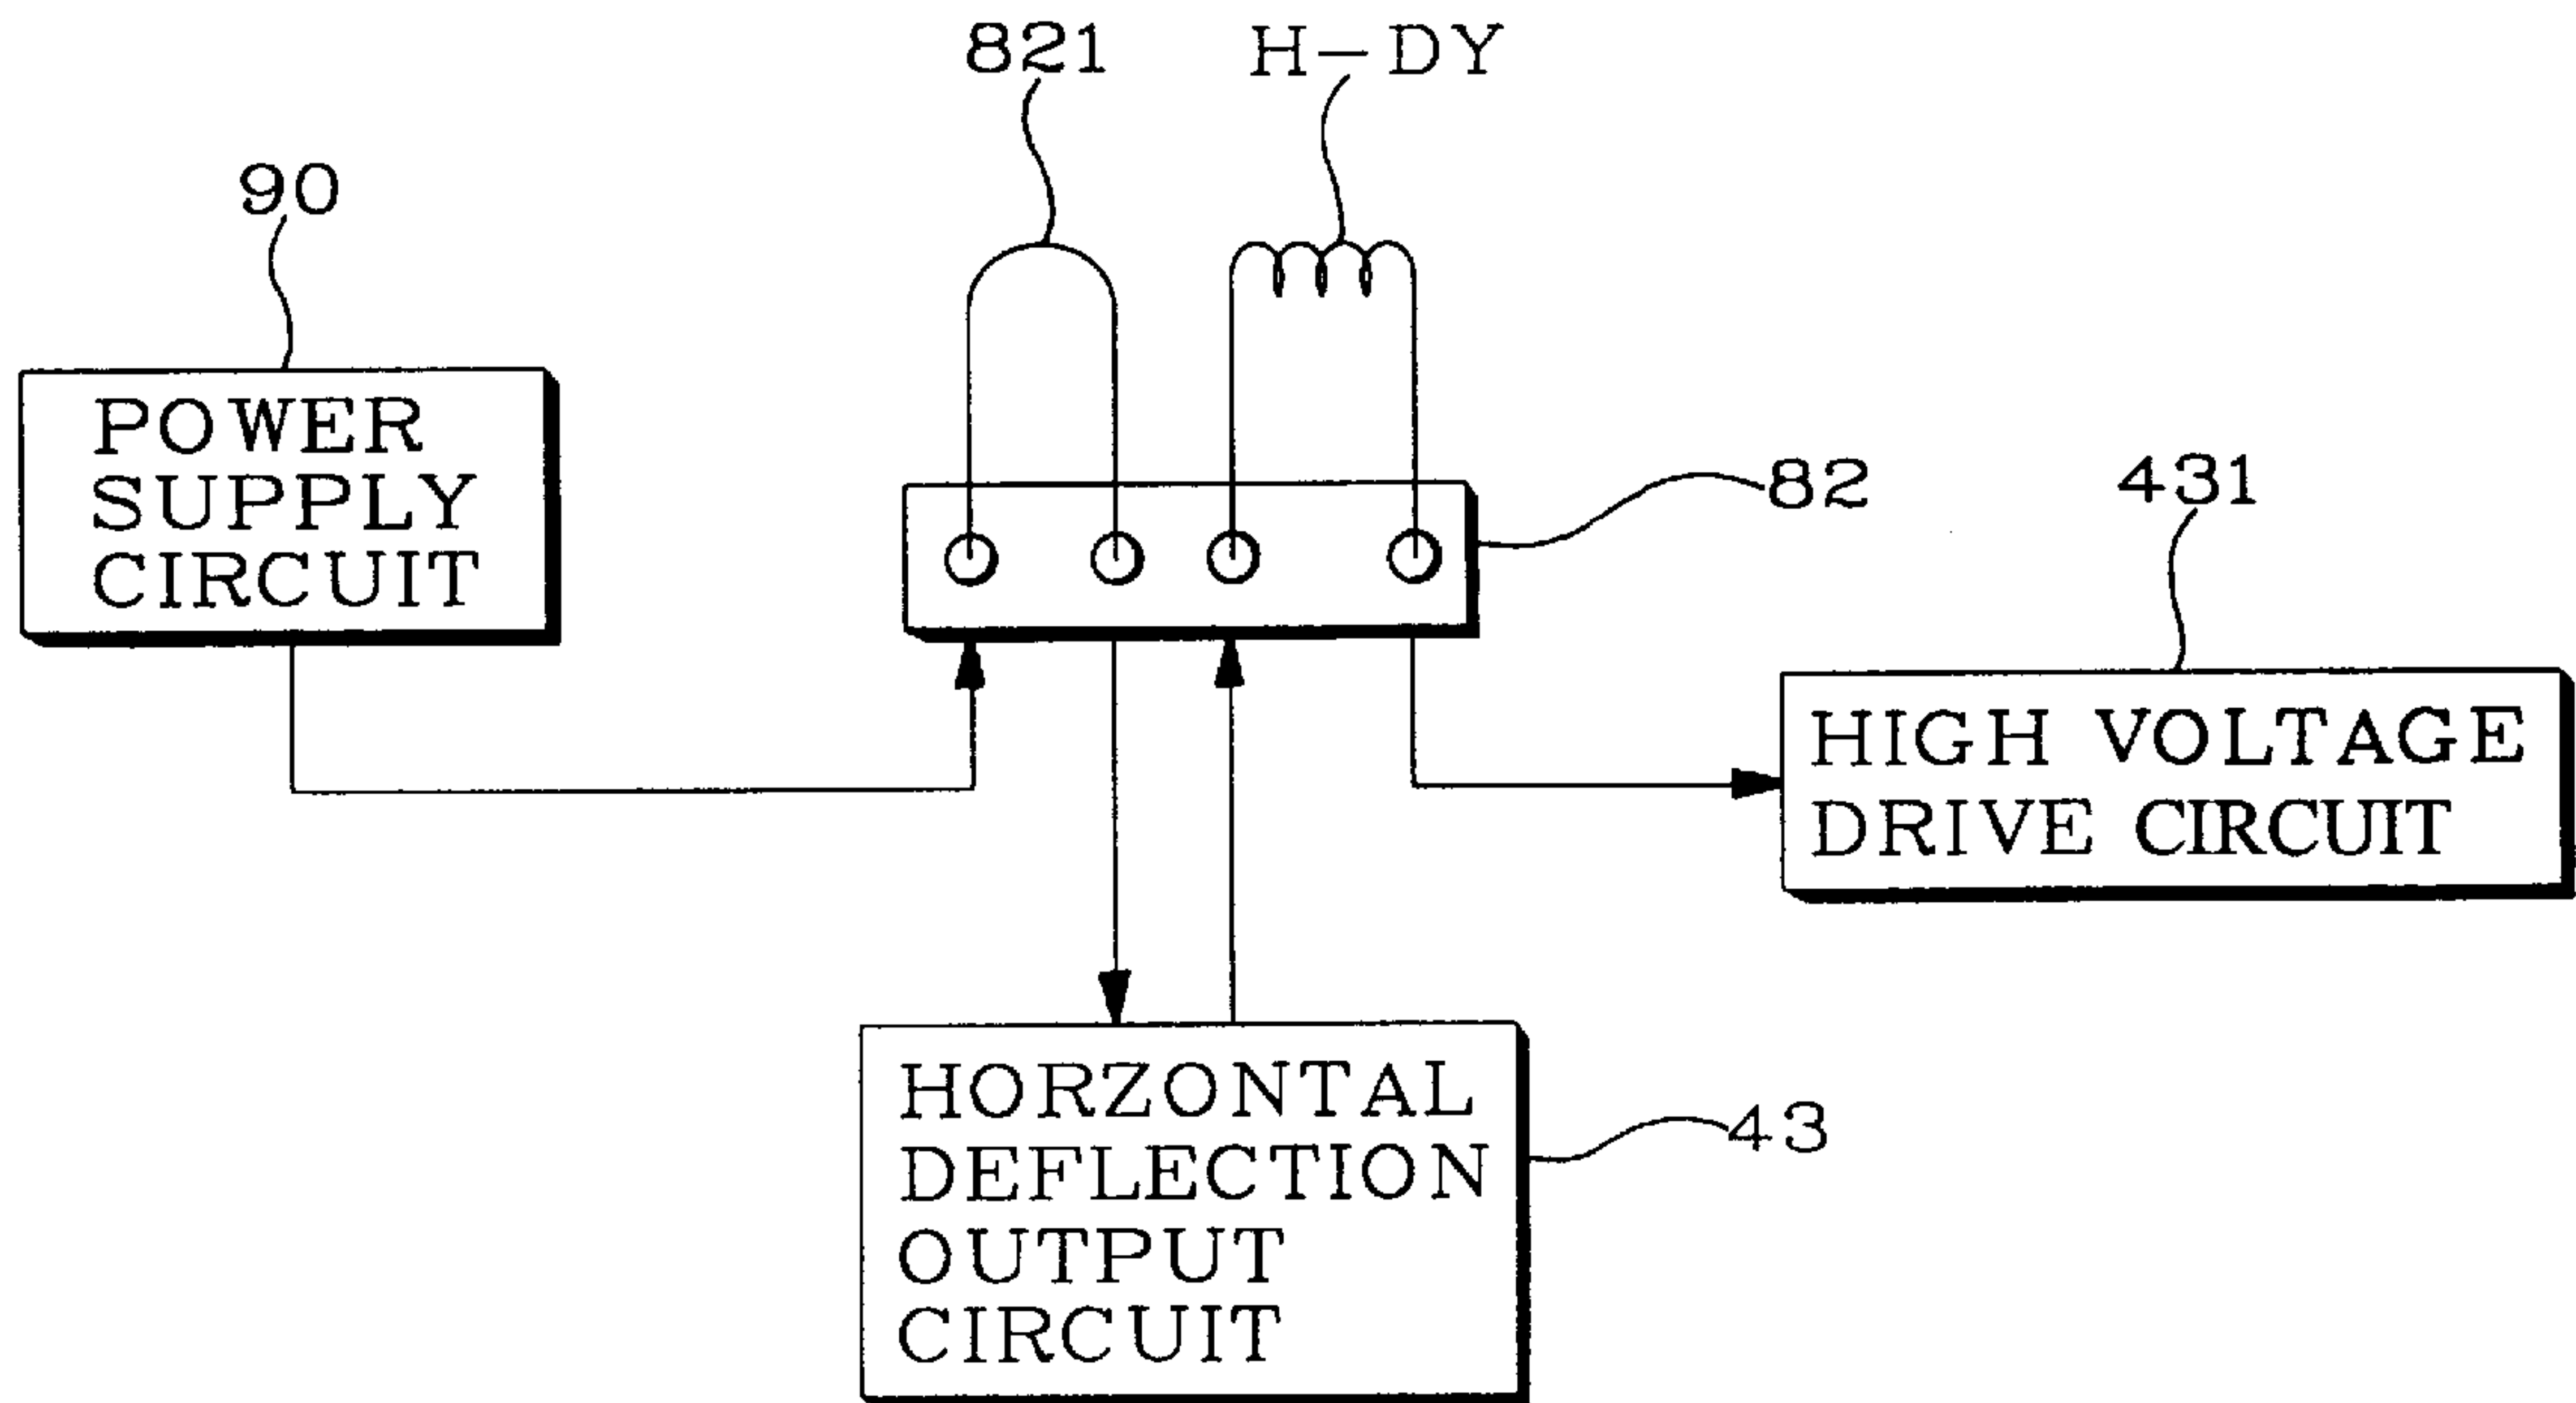 821
H-DY
90
POWER
SUPPLY
CIRCUIT
82
431
HIGH VOLTAGE
DRIVE CIRCUIT
HORZONTAL
DEFLECTION
OUTPUT
CIRCUIT
43